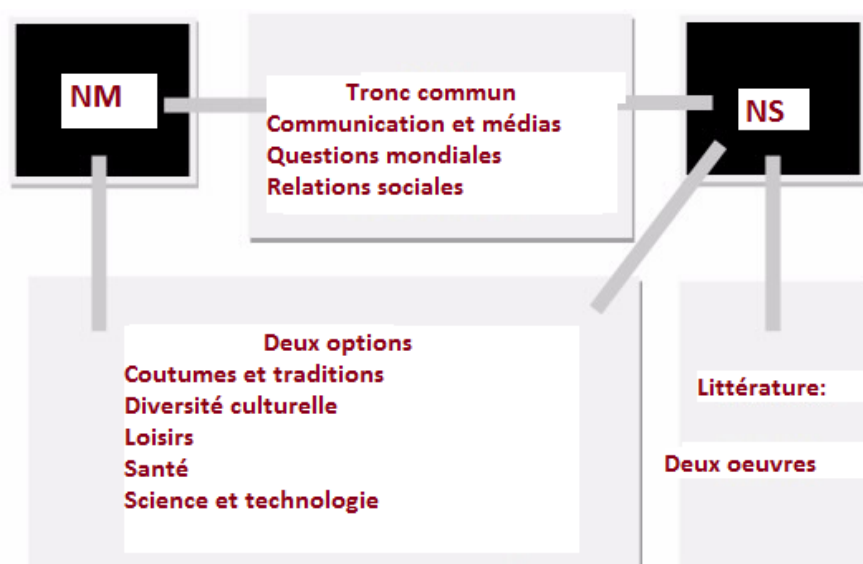 NM
Tronc commun
Communication et médias
Questions mondiales
Relations sociales
NS
Deux options
Coutumes et traditions
Diversité culturelle
Loisirs
Santé
Science et technologie
Littérature:
Deux oeuvres